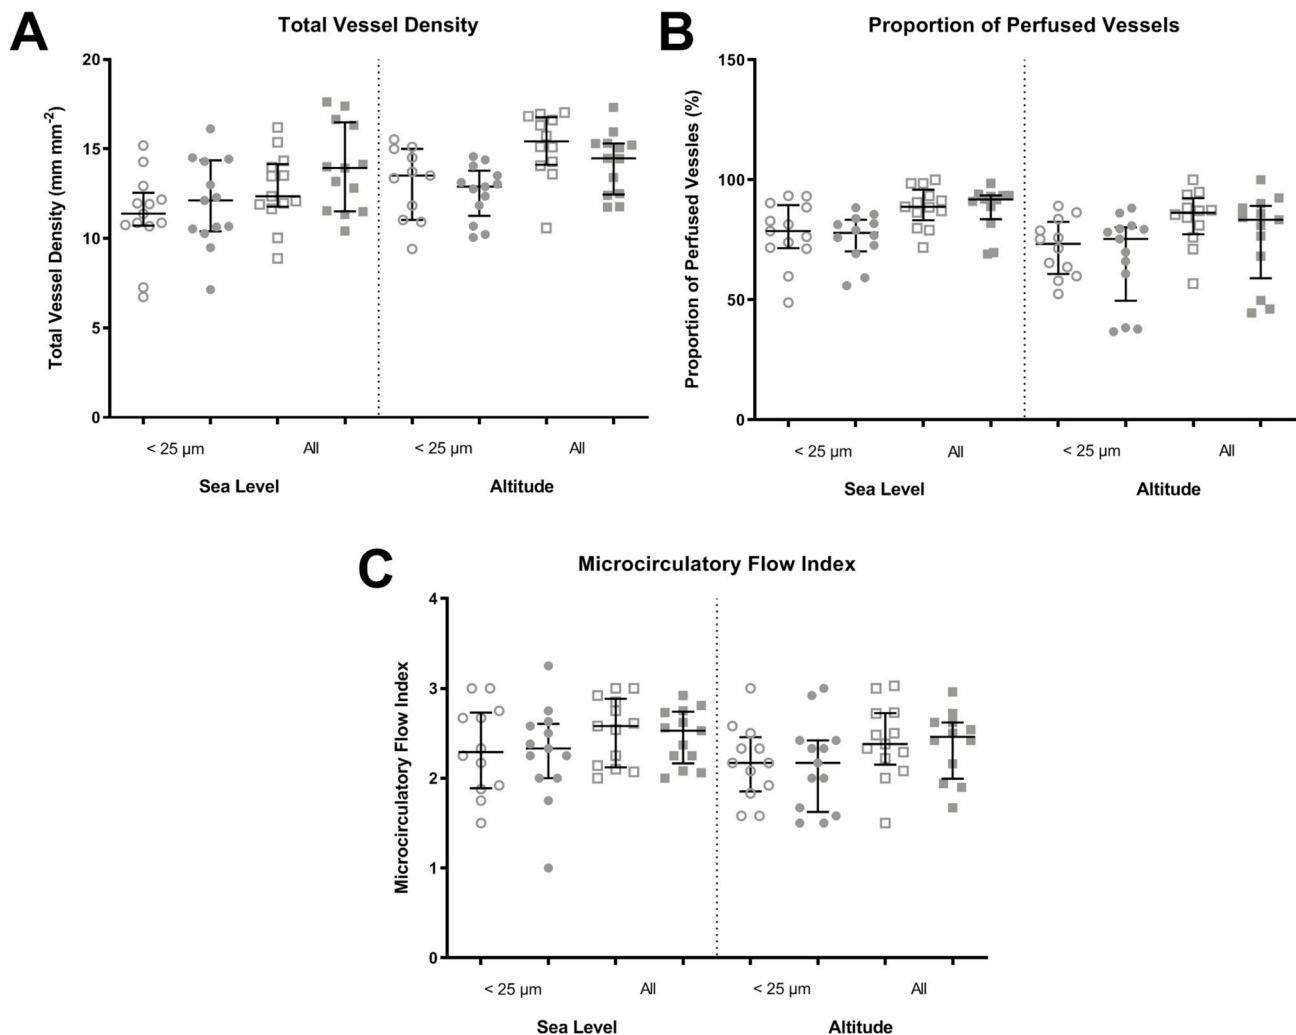 A
Total Vessel Density
Total Vessel Density (mm mm⁻²)
20
15
10
5
0
< 25 µm
All
< 25 µm
All
Sea Level
Altitude
B
Proportion of Perfused Vessels
Proportion of Perfused Vessles (%)
150
100
50
0
< 25 µm
All
< 25 µm
All
Sea Level
Altitude
C
Microcirculatory Flow Index
Microcirculatory Flow Index
4
3
2
1
0
< 25 µm
All
< 25 µm
All
Sea Level
Altitude